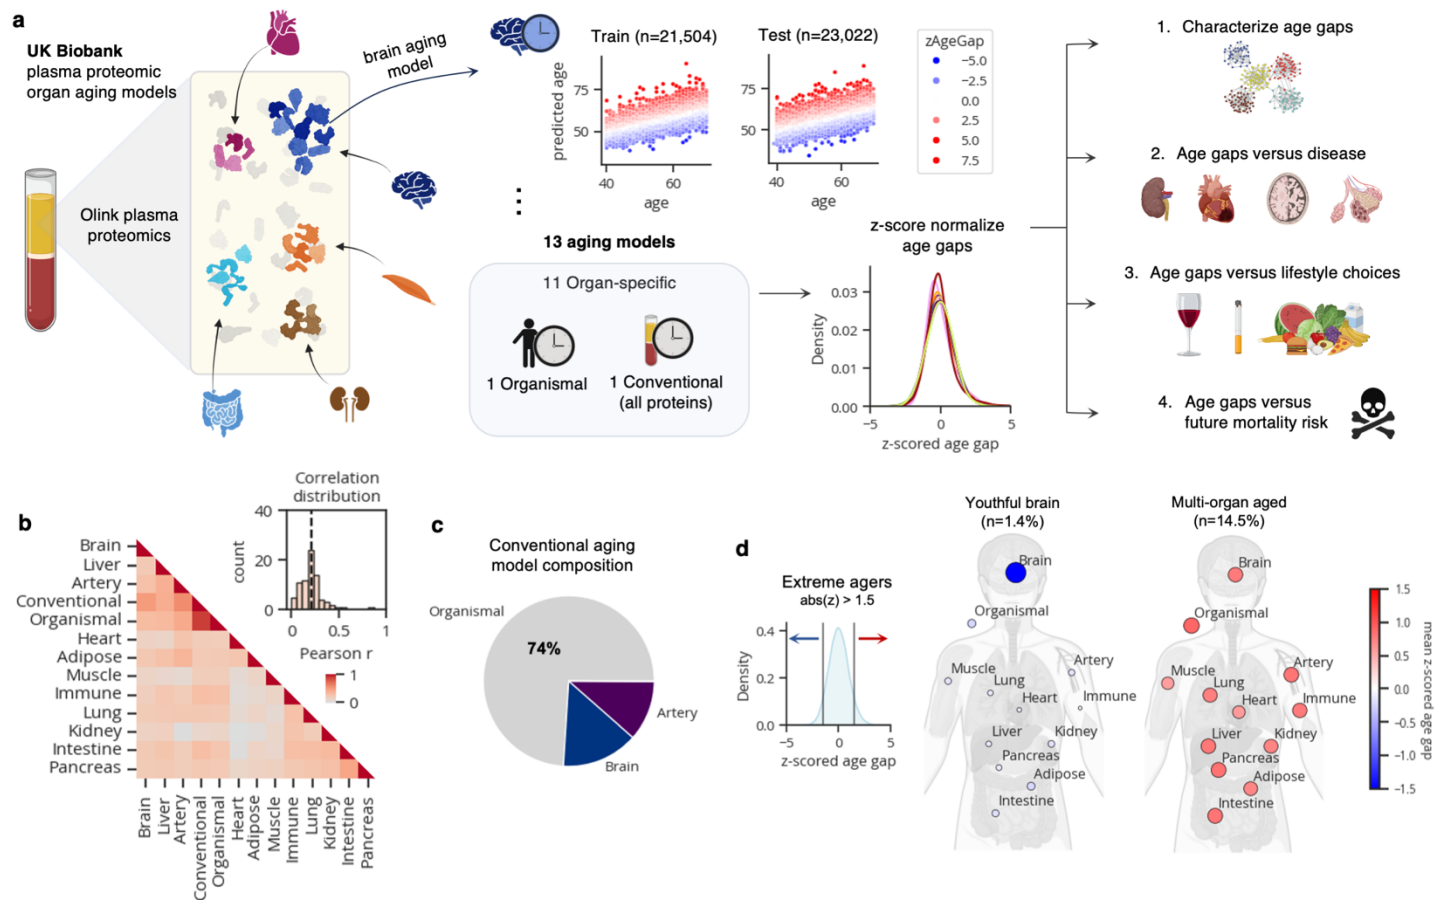 a
UK Biobank
plasma proteomic
organ aging models
Olink plasma
proteomics
brain aging
model
Train (n=21,504)
predicted age
75
50
40
60
age
Test (n=23,022)
75
50
40
60
age
zAgeGap
−5.0
−2.5
0.0
2.5
5.0
7.5
13 aging models
11 Organ-specific
1 Organismal
1 Conventional
(all proteins)
z-score normalize
age gaps
Density
0.03
0.02
0.01
0.00
−5
0
5
z-scored age gap
1. Characterize age gaps
2. Age gaps versus disease
3. Age gaps versus lifestyle choices
4. Age gaps versus
future mortality risk
b
Brain
Liver
Artery
Conventional
Organismal
Heart
Adipose
Muscle
Immune
Lung
Kidney
Intestine
Pancreas
Brain
Liver
Artery
Conventional
Organismal
Heart
Adipose
Muscle
Immune
Lung
Kidney
Intestine
Pancreas
Correlation
distribution
count
40
20
0
0
0.5
1
Pearson r
1
0
c
Conventional aging
model composition
Organismal
74%
Artery
Brain
d
Extreme agers
abs(z) > 1.5
Density
0.4
0.2
0.0
−5
0
5
z-scored age gap
Youthful brain
(n=1.4%)
Brain
Organismal
Muscle
Lung
Artery
Heart
Immune
Liver
Kidney
Pancreas
Adipose
Intestine
Multi-organ aged
(n=14.5%)
Brain
Organismal
Muscle
Lung
Artery
Heart
Immune
Liver
Kidney
Pancreas
Adipose
Intestine
1.5
1.0
0.5
0.0
−0.5
−1.0
−1.5
mean z-scored age gap